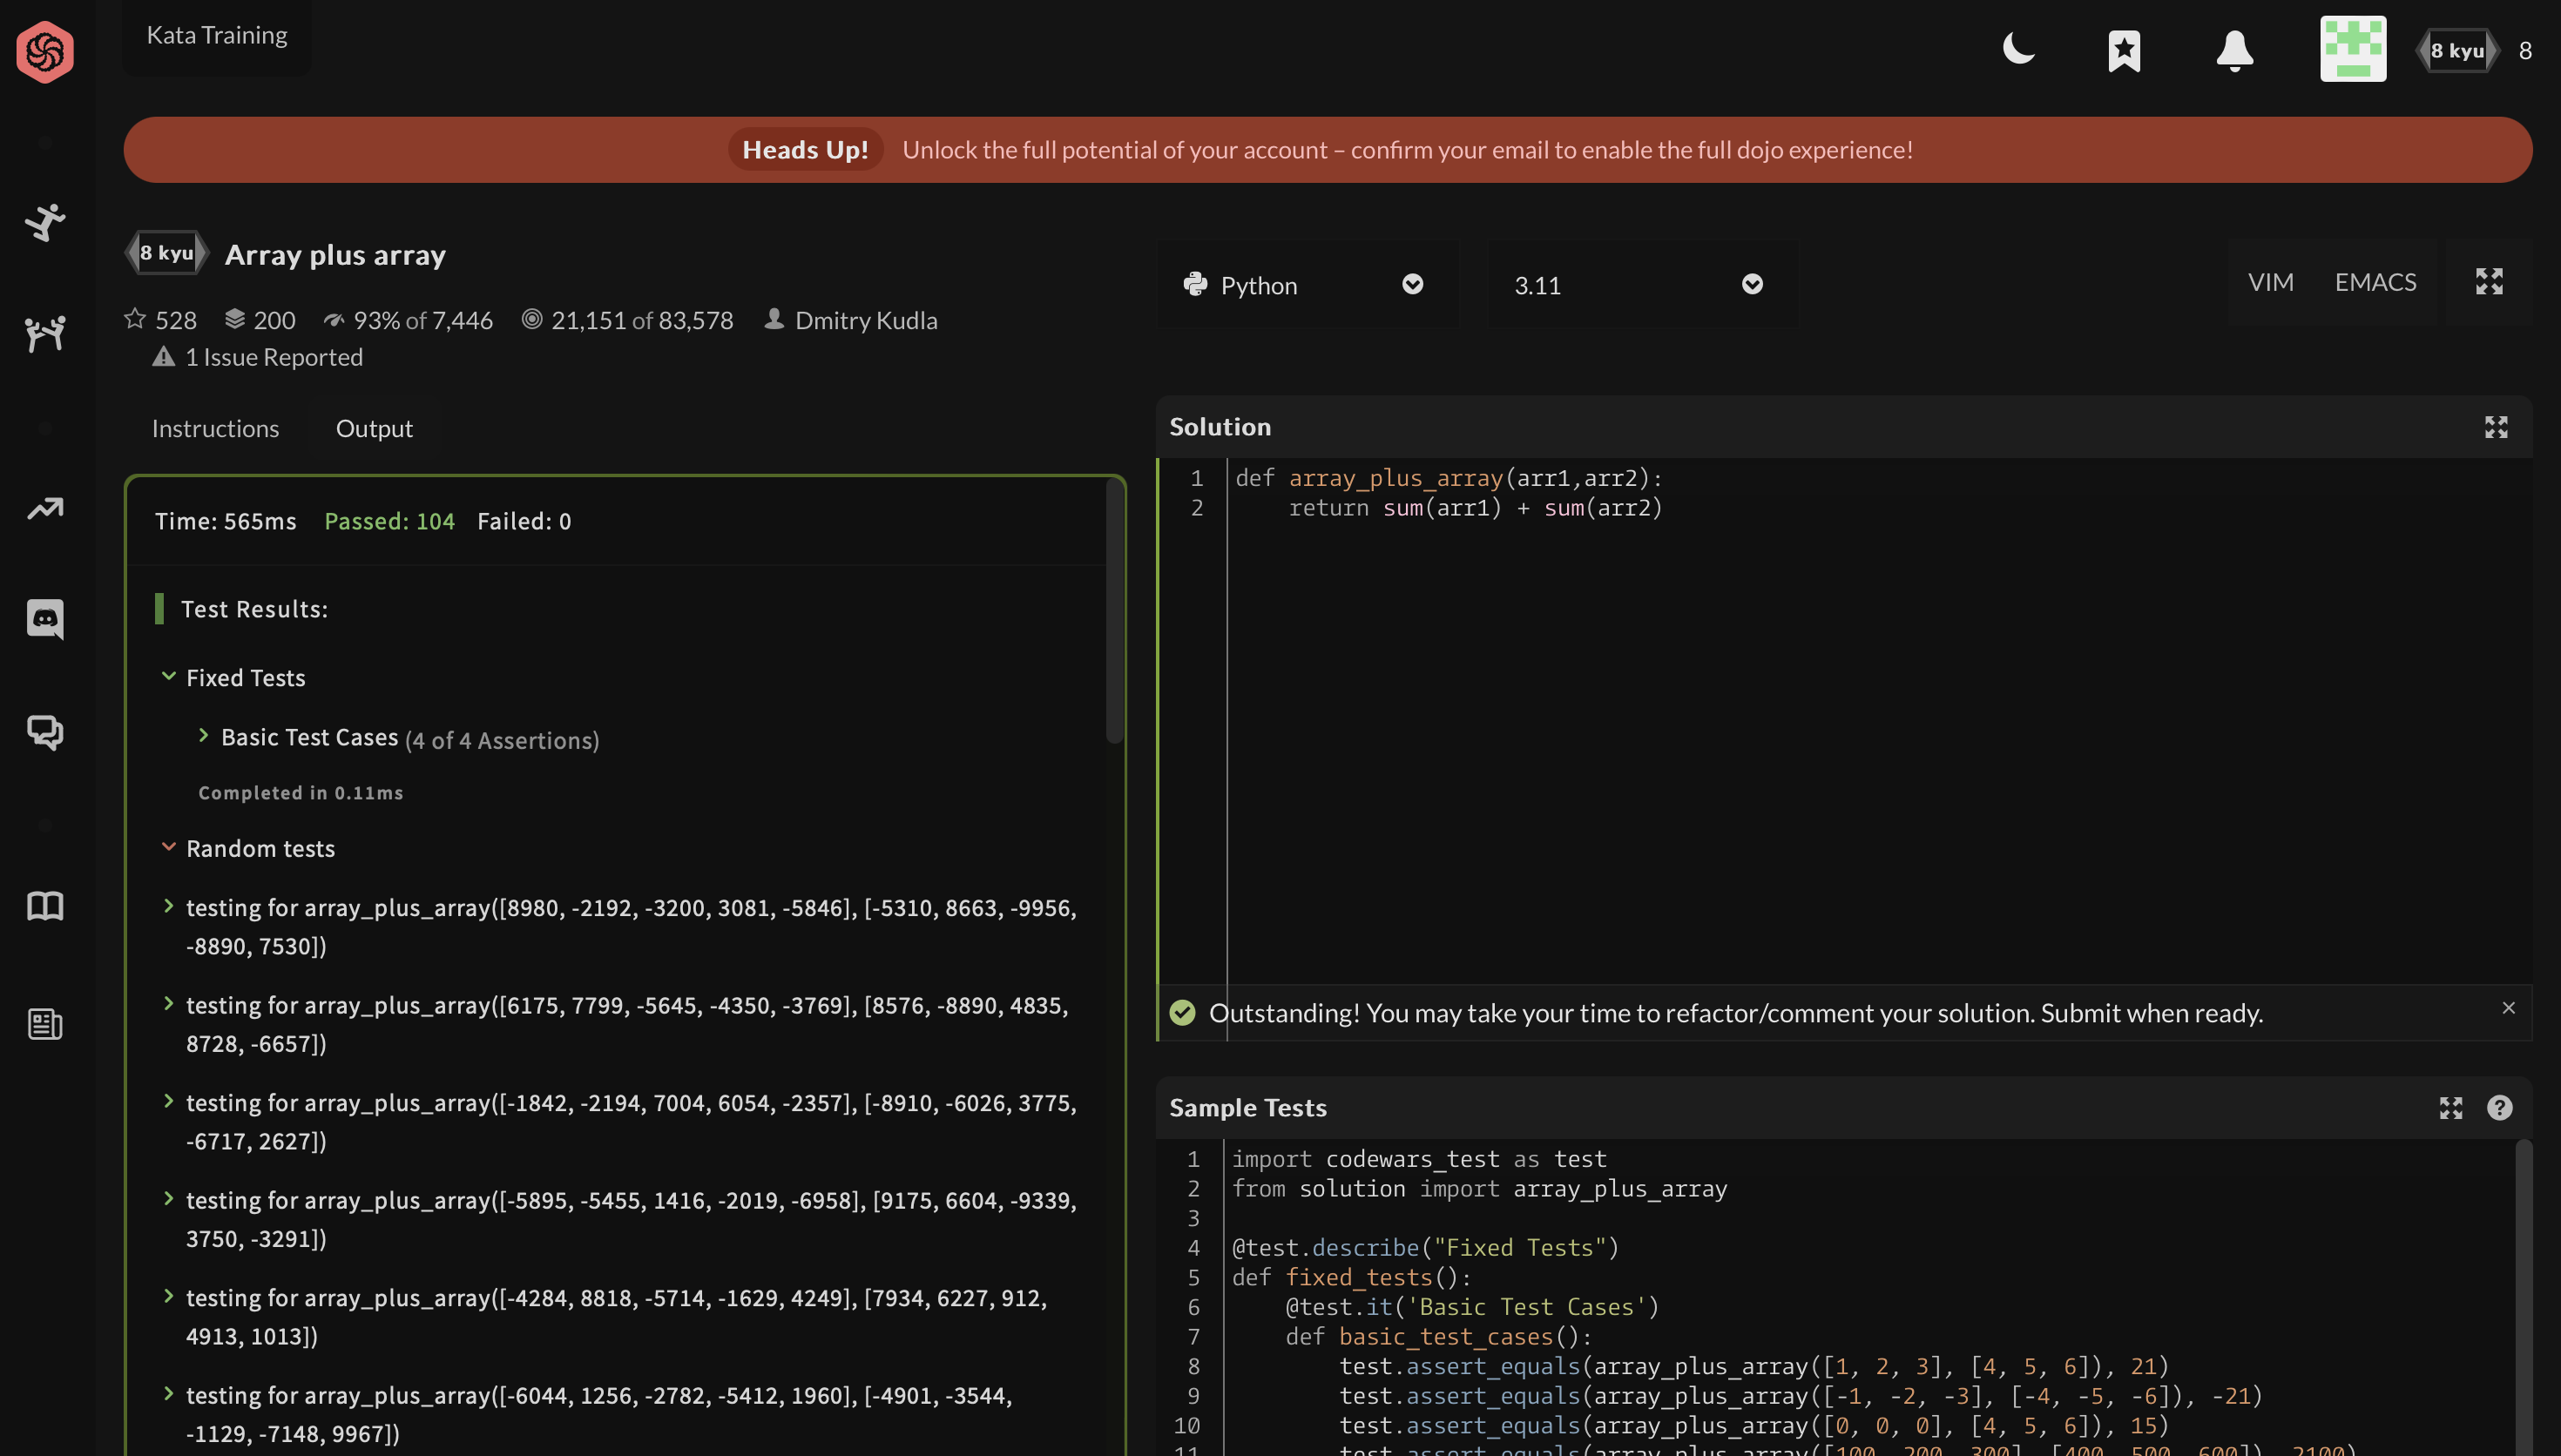 Kata Training
8 kyu 8
Heads Up! Unlock the full potential of your account – confirm your email to enable the full dojo experience!
8 kyu Array plus array
528 200 93% of 7,446 21,151 of 83,578 Dmitry Kudla
1 Issue Reported
Instructions Output
Time: 565ms Passed: 104 Failed: 0
Test Results:
Fixed Tests
Basic Test Cases (4 of 4 Assertions)
Completed in 0.11ms
Random tests
testing for array_plus_array([8980, -2192, -3200, 3081, -5846], [-5310, 8663, -9956,
-8890, 7530])
testing for array_plus_array([6175, 7799, -5645, -4350, -3769], [8576, -8890, 4835,
8728, -6657])
testing for array_plus_array([-1842, -2194, 7004, 6054, -2357], [-8910, -6026, 3775,
-6717, 2627])
testing for array_plus_array([-5895, -5455, 1416, -2019, -6958], [9175, 6604, -9339,
3750, -3291])
testing for array_plus_array([-4284, 8818, -5714, -1629, 4249], [7934, 6227, 912,
4913, 1013])
testing for array_plus_array([-6044, 1256, -2782, -5412, 1960], [-4901, -3544,
-1129, -7148, 9967])
Python 3.11 VIM EMACS
Solution
1 def array_plus_array(arr1,arr2):
2     return sum(arr1) + sum(arr2)
Outstanding! You may take your time to refactor/comment your solution. Submit when ready.
Sample Tests
1 import codewars_test as test
2 from solution import array_plus_array
3
4 @test.describe("Fixed Tests")
5 def fixed_tests():
6     @test.it('Basic Test Cases')
7     def basic_test_cases():
8         test.assert_equals(array_plus_array([1, 2, 3], [4, 5, 6]), 21)
9         test.assert_equals(array_plus_array([-1, -2, -3], [-4, -5, -6]), -21)
10         test.assert_equals(array_plus_array([0, 0, 0], [4, 5, 6]), 15)
11         test.assert_equals(array_plus_array([100, 200, 300], [400, 500, 600]), 2100)